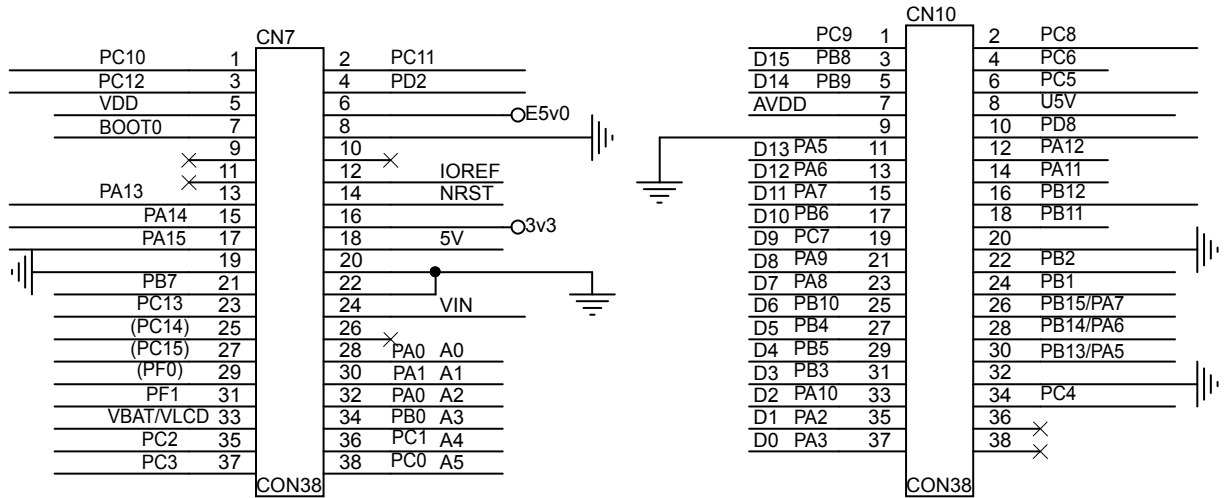 CN7
PC10 1 2 PC11
PC12 3 4 PD2
VDD 5 6 E5v0
BOOT0 7 8
9 10
11 12 IOREF
PA13 13 14 NRST
PA14 15 16 3v3
PA15 17 18 5V
19 20
PB7 21 22
PC13 23 24 VIN
(PC14) 25 26
(PC15) 27 28 PA0 A0
(PF0) 29 30 PA1 A1
PF1 31 32 PA0 A2
VBAT/VLCD 33 34 PB0 A3
PC2 35 36 PC1 A4
PC3 37 38 PC0 A5
CON38
CN10
PC9 1 2 PC8
D15 PB8 3 4 PC6
D14 PB9 5 6 PC5
AVDD 7 8 U5V
9 10 PD8
D13 PA5 11 12 PA12
D12 PA6 13 14 PA11
D11 PA7 15 16 PB12
D10 PB6 17 18 PB11
D9 PC7 19 20
D8 PA9 21 22 PB2
D7 PA8 23 24 PB1
D6 PB10 25 26 PB15/PA7
D5 PB4 27 28 PB14/PA6
D4 PB5 29 30 PB13/PA5
D3 PB3 31 32
D2 PA10 33 34 PC4
D1 PA2 35 36
D0 PA3 37 38
CON38